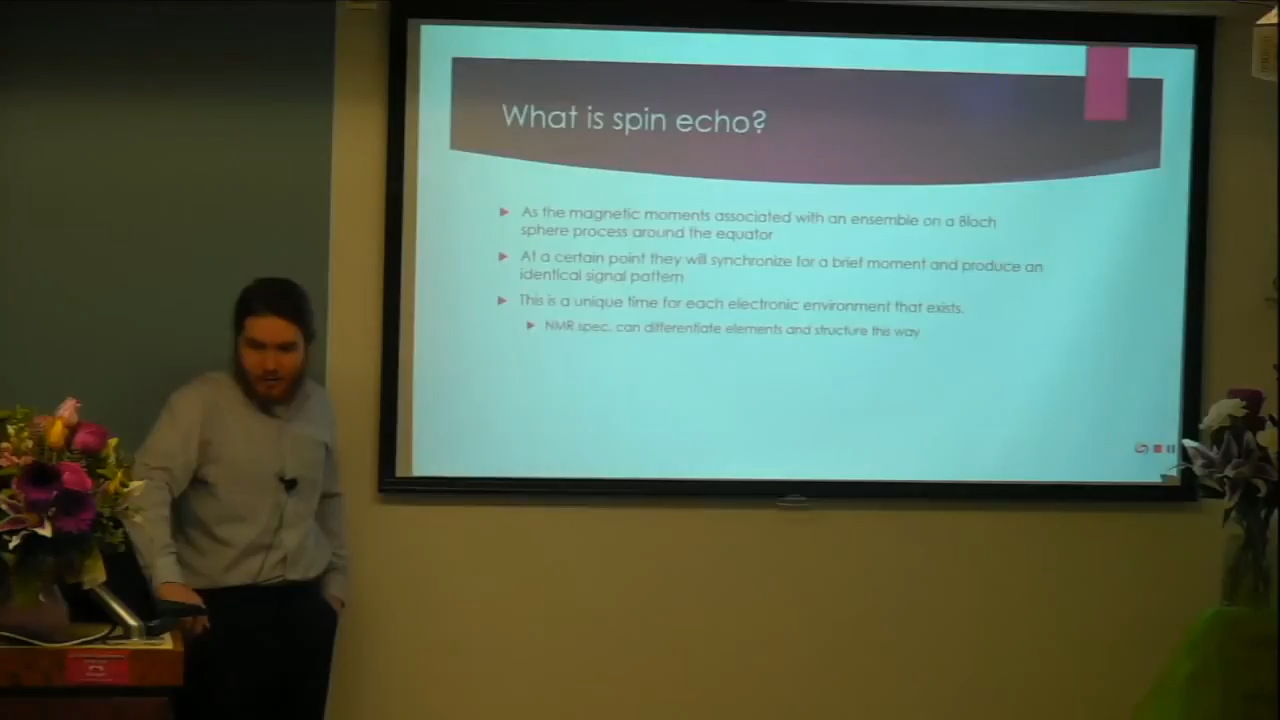 What is spin echo?
As the magnetic moments associated with an ensemble on a Bloch
sphere process around the equator
At a certain point they will synchronize for a brief moment and produce an
identical signal pattern
This is a unique time for each electronic environment that exists.
NMR spec. can differentiate elements and structure this way